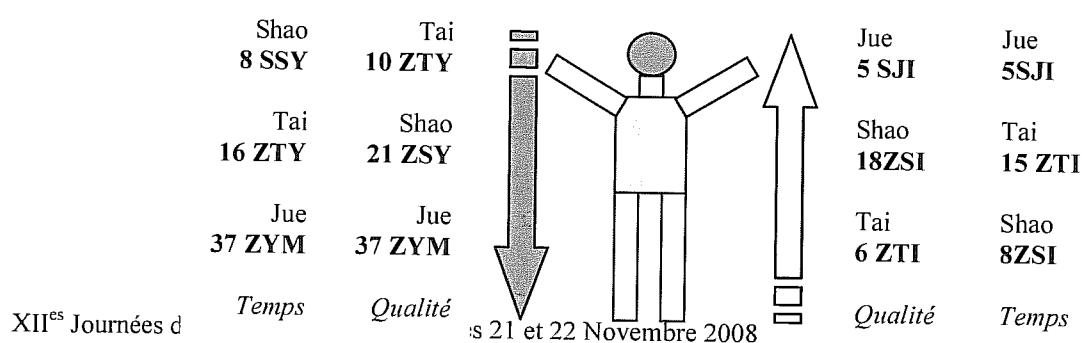 Shao Tai Jue Jue
8 SSY 10 ZTY 5 SJI 5SJI
Tai Shao Shao Tai
16 ZTY 21 ZSY 18ZSI 15 ZTI
Jue Jue Tai Shao
37 ZYM 37 ZYM 6 ZTI 8ZSI
Temps Qualité Qualité Temps
XIIes Journées d es 21 et 22 Novembre 2008